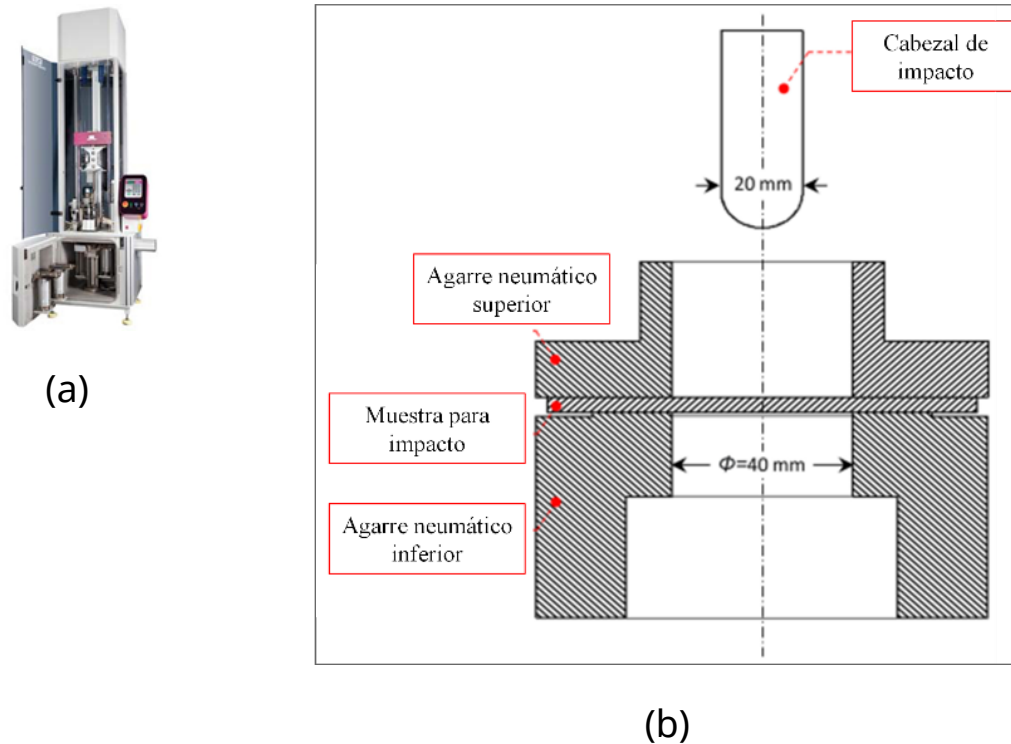 Cabezal de
impacto
20 mm
Agarre neumático
superior
Muestra para
impacto
Φ=40 mm
Agarre neumático
inferior
(a)
(b)